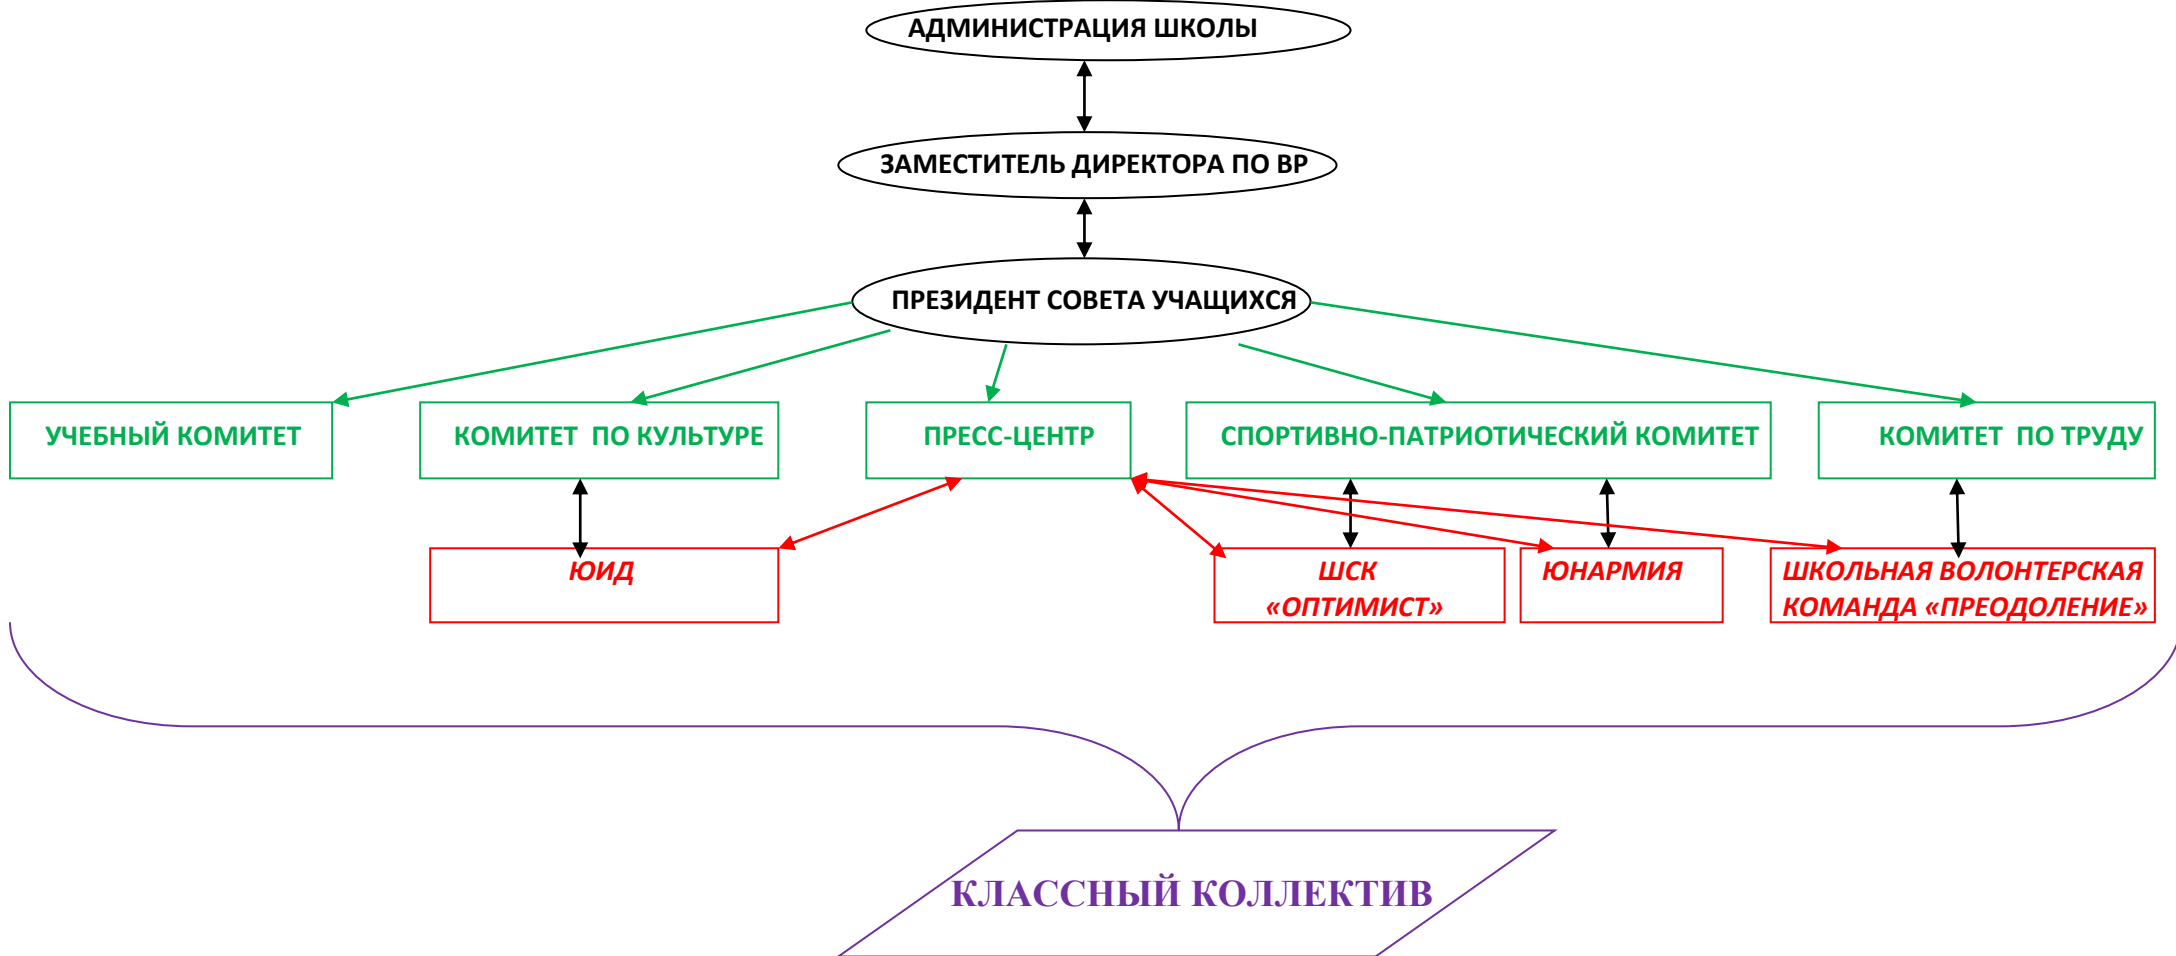 АДМИНИСТРАЦИЯ ШКОЛЫ
ЗАМЕСТИТЕЛЬ ДИРЕКТОРА ПО ВР
ПРЕЗИДЕНТ СОВЕТА УЧАЩИХСЯ
УЧЕБНЫЙ КОМИТЕТ
КОМИТЕТ ПО КУЛЬТУРЕ
ПРЕСС-ЦЕНТР
СПОРТИВНО-ПАТРИОТИЧЕСКИЙ КОМИТЕТ
КОМИТЕТ ПО ТРУДУ
ЮИД
ШСК
«ОПТИМИСТ»
ЮНАРМИЯ
ШКОЛЬНАЯ ВОЛОНТЕРСКАЯ
КОМАНДА «ПРЕОДОЛЕНИЕ»
КЛАССНЫЙ КОЛЛЕКТИВ